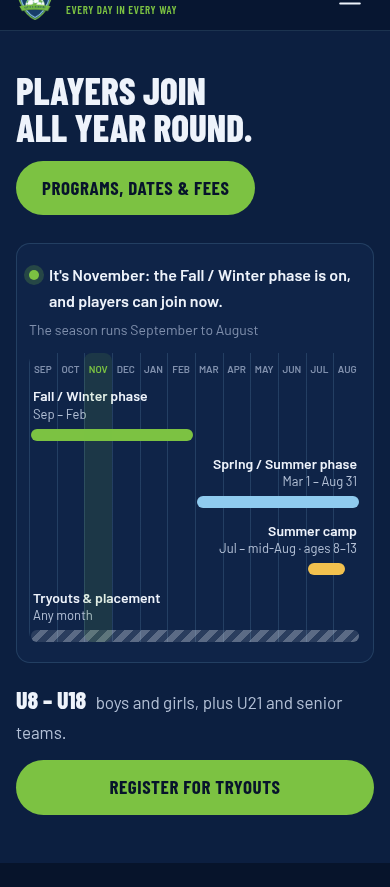 EVERY DAY IN EVERY WAY
PLAYERS JOIN
ALL YEAR ROUND.
PROGRAMS, DATES & FEES
It's November: the Fall / Winter phase is on,
and players can join now.
The season runs September to August
SEP OCT NOV DEC JAN FEB MAR APR MAY JUN JUL AUG
Fall / Winter phase
Sep – Feb
Spring / Summer phase
Mar 1 – Aug 31
Summer camp
Jul – mid-Aug · ages 8–13
Tryouts & placement
Any month
U8 – U18 boys and girls, plus U21 and senior
teams.
REGISTER FOR TRYOUTS